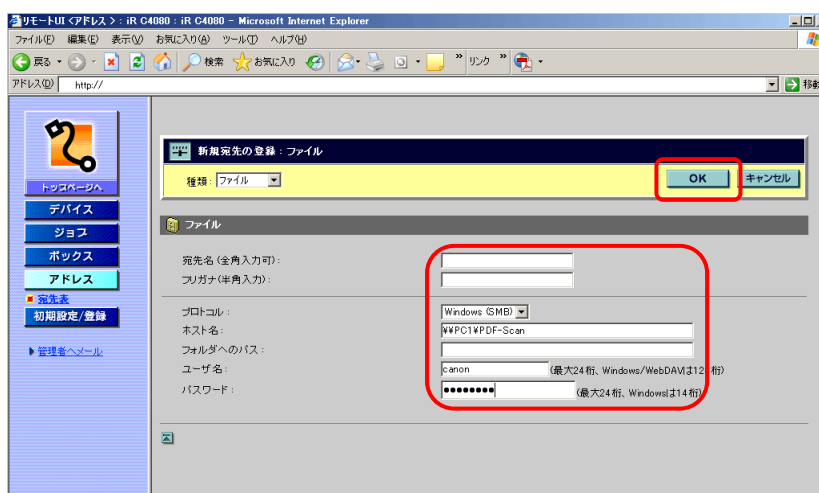 リモートUI <アドレス> : iR C4080 : iR C4080 - Microsoft Internet Explorer
ファイル(F) 編集(E) 表示(V) お気に入り(A) ツール(T) ヘルプ(H)
戻る 検索 お気に入り リンク
アドレス(D) http:// 移動
新規宛先の登録 : ファイル
種類 : ファイル OK キャンセル
トップページへ
デバイス
ジョブ
ボックス
アドレス
宛先表
初期設定/登録
管理者へメール
ファイル
宛先名 (全角入力可) :
フリガナ (半角入力) :
プロトコル : Windows (SMB)
ホスト名 : ¥¥PC1¥PDF-Scan
フォルダへのパス :
ユーザ名 : canon (最大24桁、Windows/WebDAVは12 桁)
パスワード : ●●●●●●●● (最大24桁、Windowsは14桁)